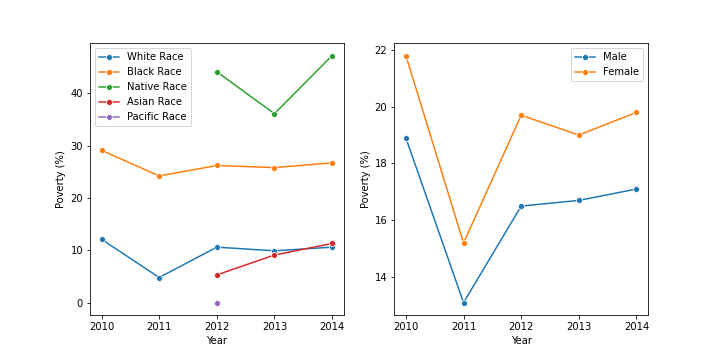 White Race
Black Race
Native Race
Asian Race
Pacific Race
40
30
20
10
0
Poverty (%)
2010 2011 2012 2013 2014
Year
Male
Female
22
20
18
16
14
Poverty (%)
2010 2011 2012 2013 2014
Year